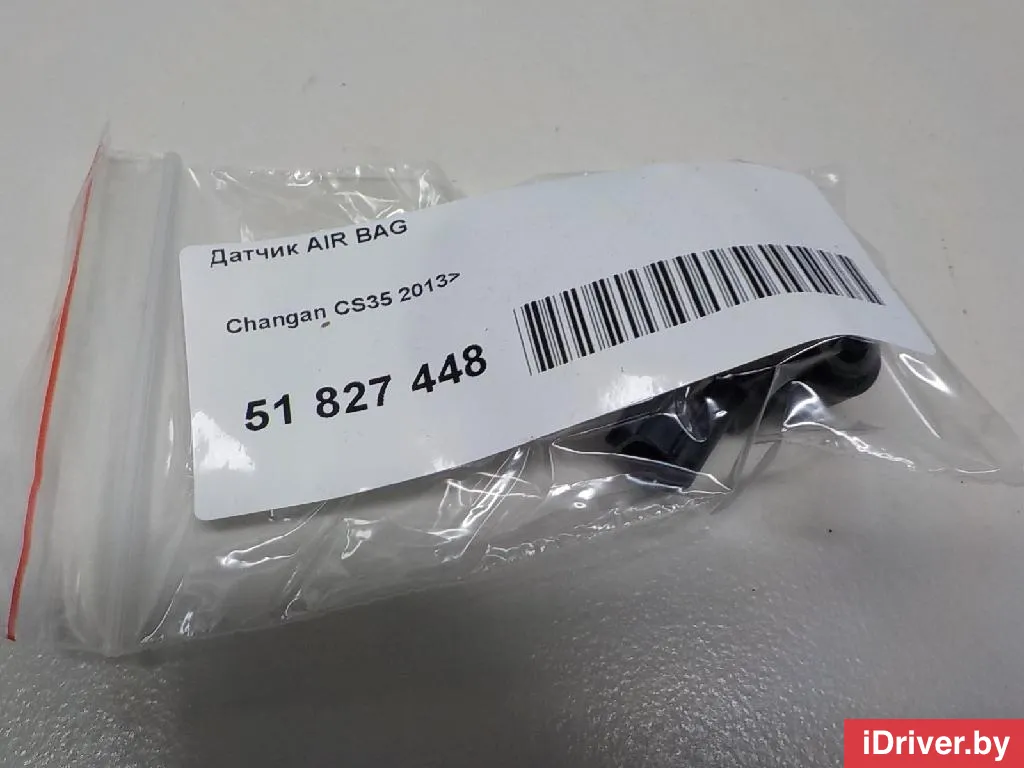 Датчик AIR BAG
Changan CS35 2013>
51 827 448
iDriver.by